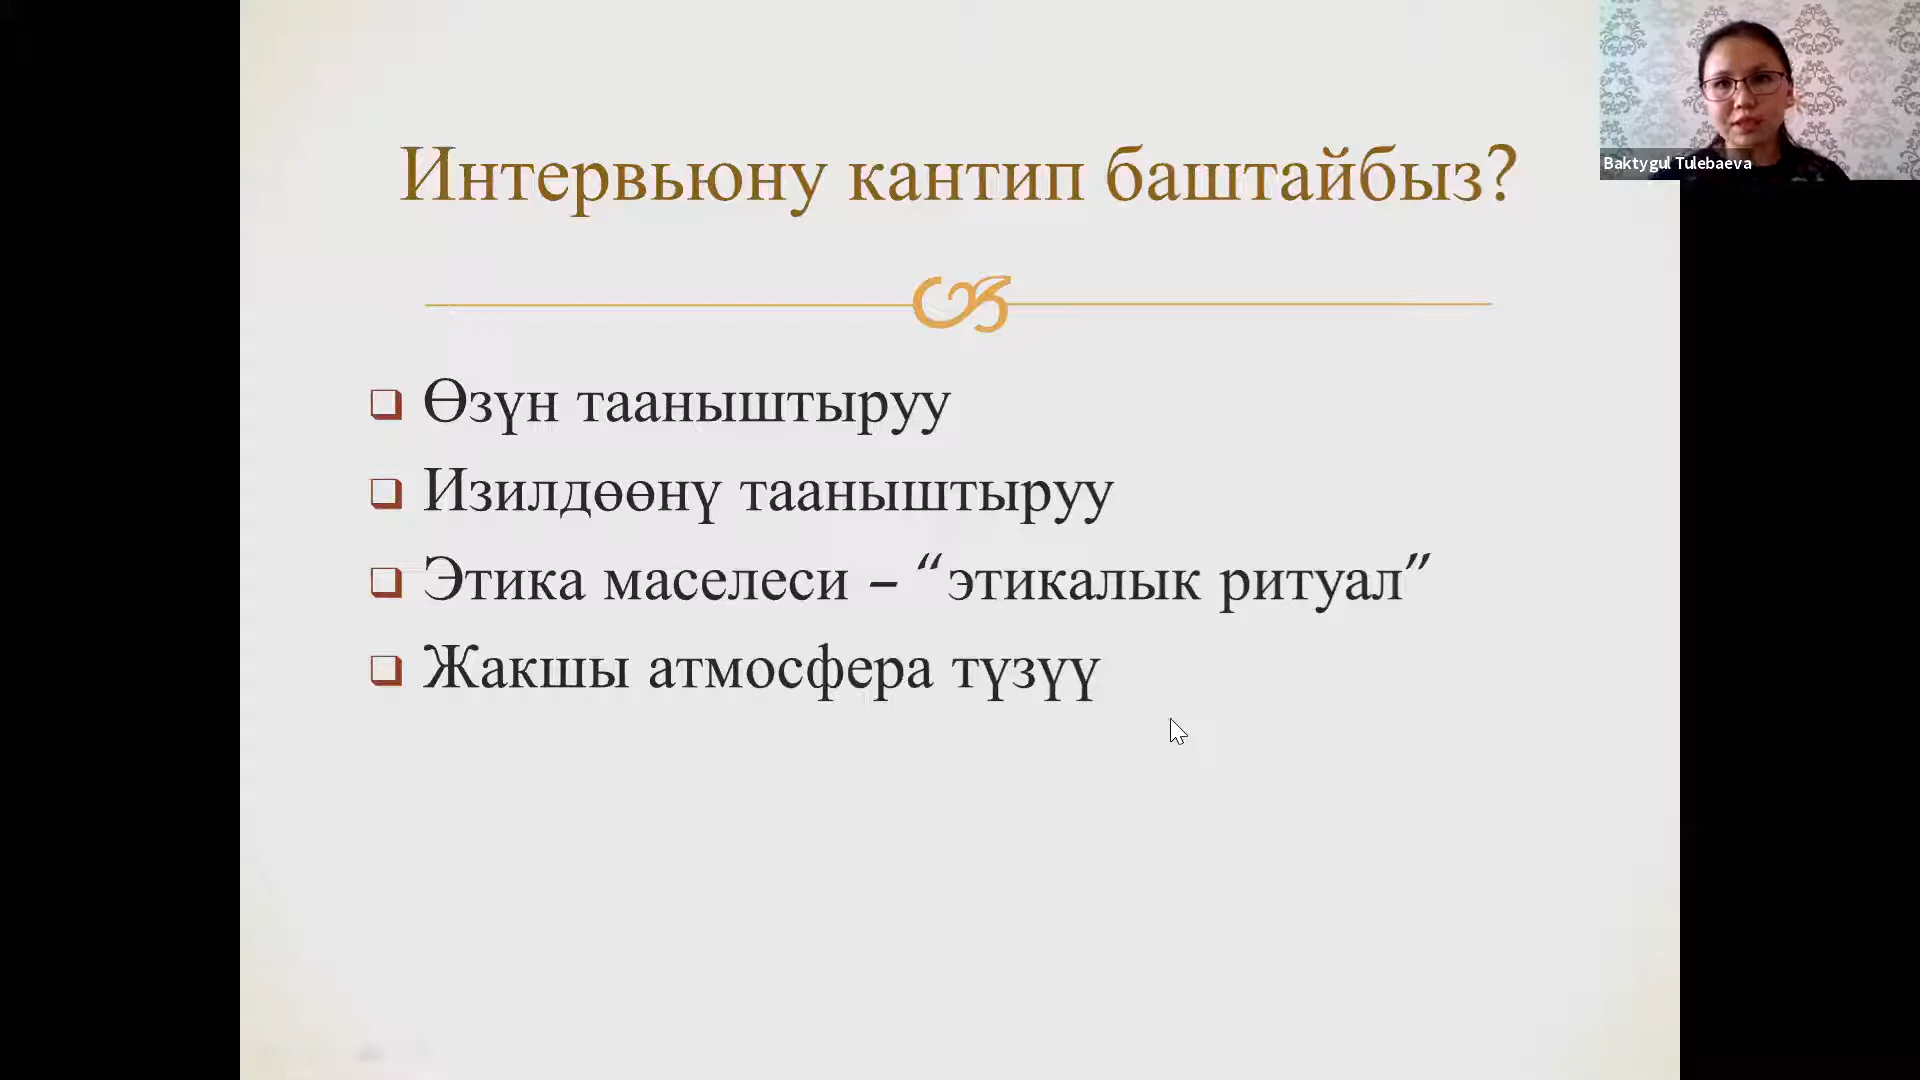 Интервьюну кантип баштайбыз?
Өзүн тааныштыруу
Изилдөөнү тааныштыруу
Этика маселеси – “этикалык ритуал”
Жакшы атмосфера түзүү
Baktygul Tulebaeva